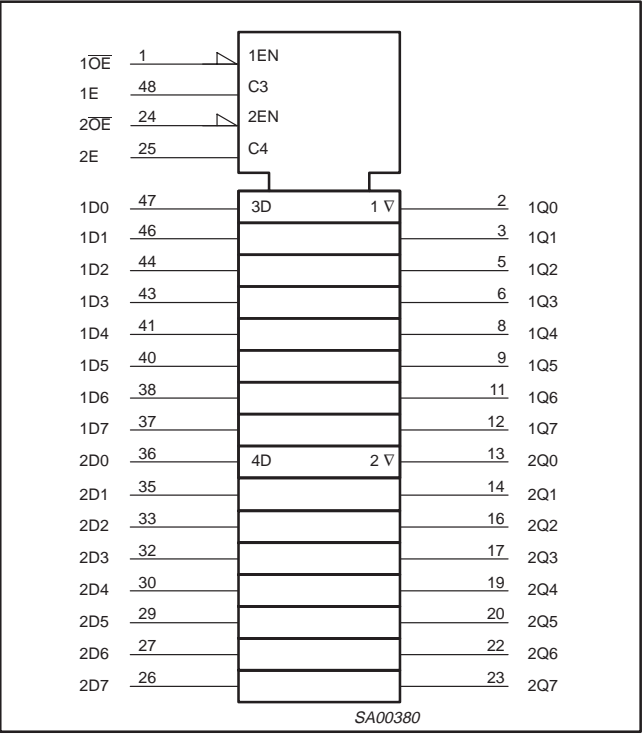 1OE 1 1EN
1E 48 C3
2OE 24 2EN
2E 25 C4
1D0 47 3D 1 ∇ 2 1Q0
1D1 46 3 1Q1
1D2 44 5 1Q2
1D3 43 6 1Q3
1D4 41 8 1Q4
1D5 40 9 1Q5
1D6 38 11 1Q6
1D7 37 12 1Q7
2D0 36 4D 2 ∇ 13 2Q0
2D1 35 14 2Q1
2D2 33 16 2Q2
2D3 32 17 2Q3
2D4 30 19 2Q4
2D5 29 20 2Q5
2D6 27 22 2Q6
2D7 26 23 2Q7
SA00380